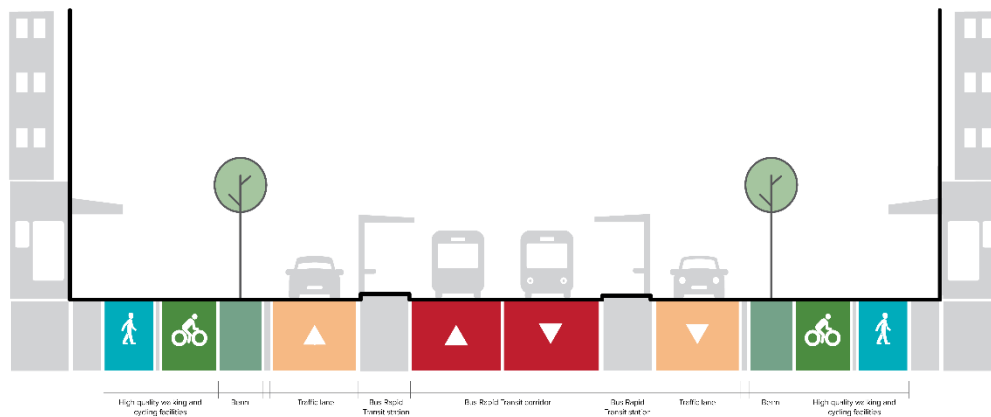 High quality walking and
cycling facilities
Berm
Traffic lane
Bus Rapid
Transit station
Bus Rapid Transit corridor
Bus Rapid
Transit station
Traffic lane
Berm
High quality walking and
cycling facilities